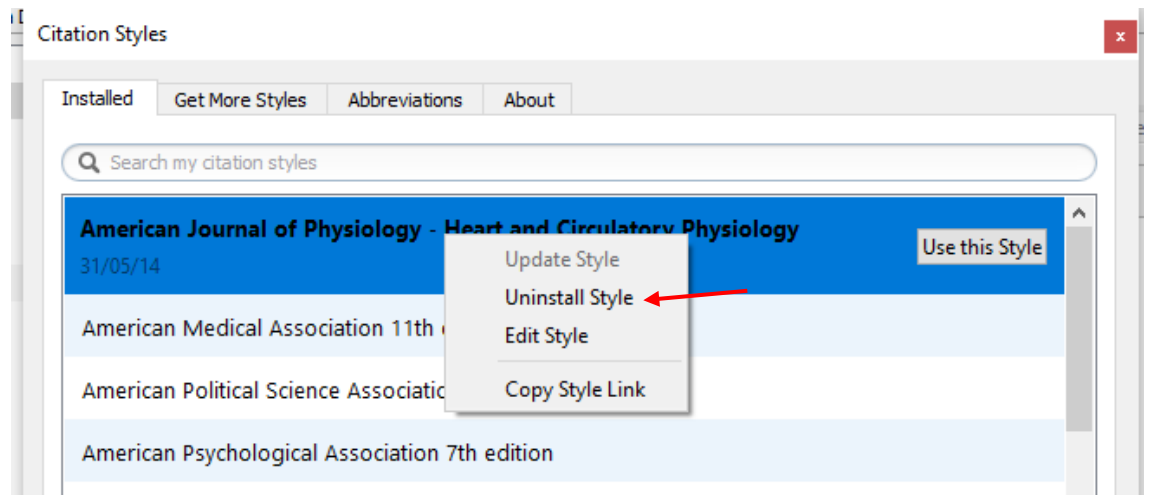 Citation Styles
x
Installed Get More Styles Abbreviations About
Search my citation styles
American Journal of Physiology - Heart and Circulatory Physiology
31/05/14
Use this Style
Update Style
Uninstall Style
Edit Style
Copy Style Link
American Medical Association 11th
American Political Science
American Psychological Association 7th edition